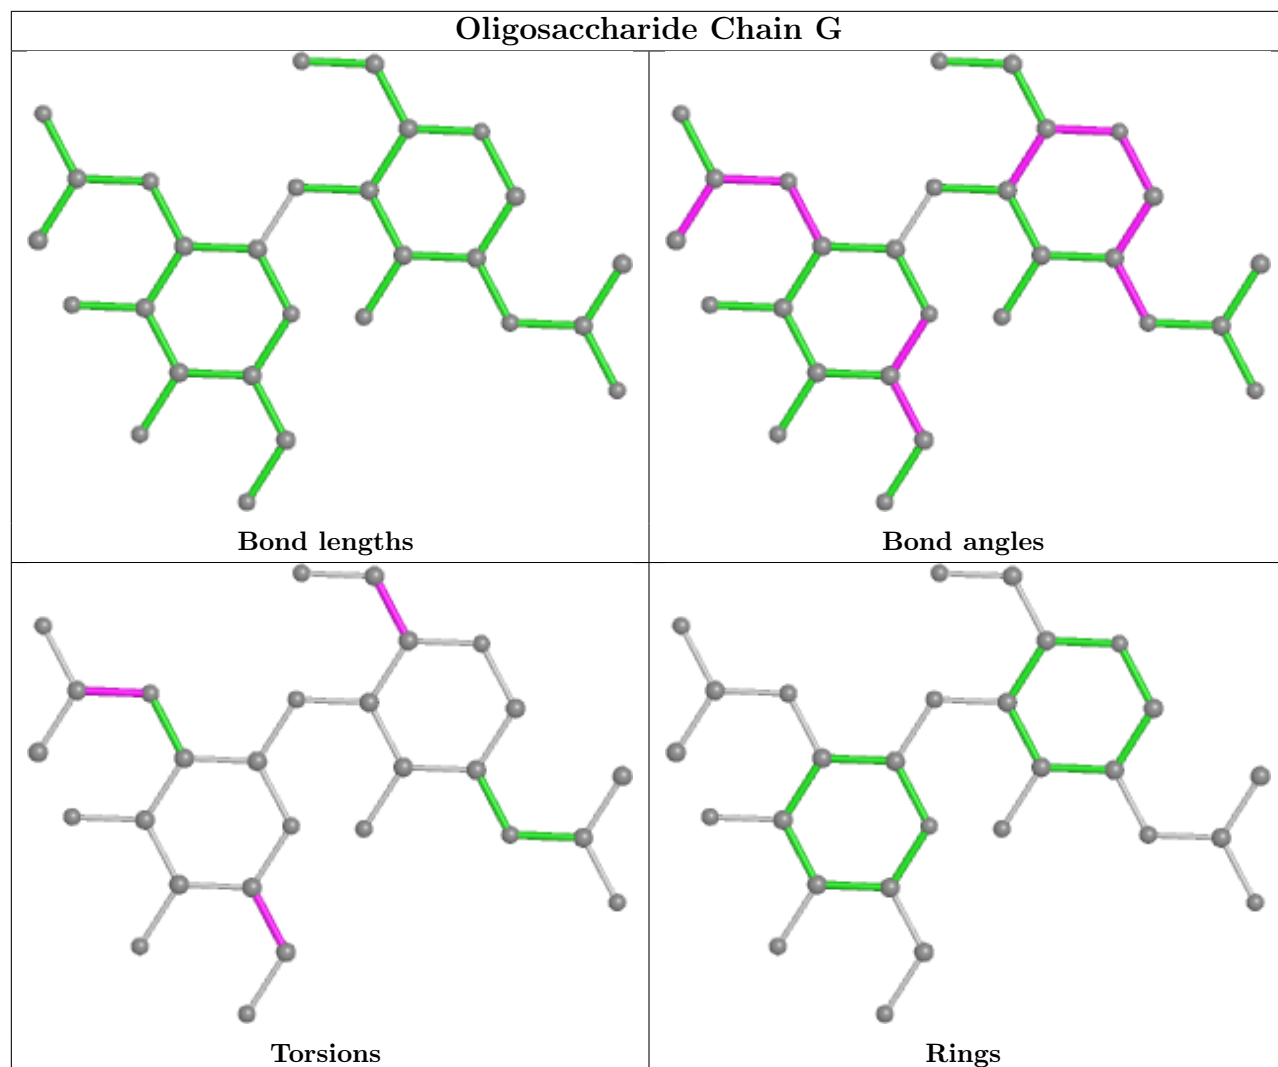 Oligosaccharide Chain G
Bond lengths
Bond angles
Torsions
Rings